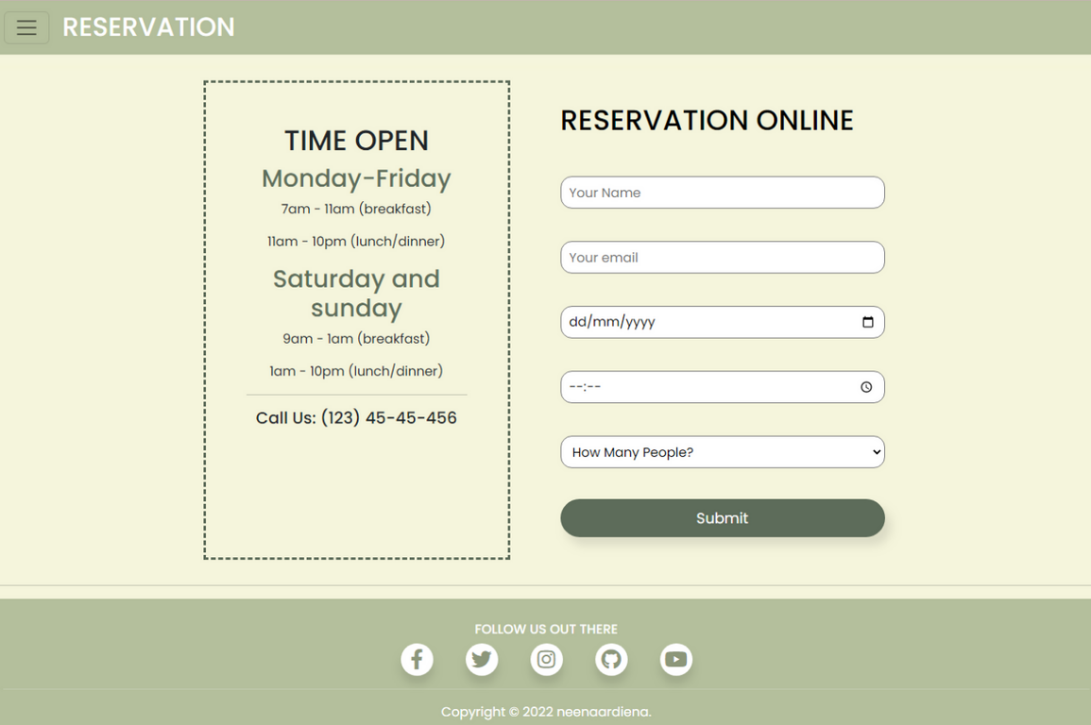 RESERVATION
TIME OPEN
Monday-Friday
7am - 11am (breakfast)
11am - 10pm (lunch/dinner)
Saturday and
sunday
9am - 1am (breakfast)
1am - 10pm (lunch/dinner)
Call Us: (123) 45-45-456
RESERVATION ONLINE
Your Name
Your email
dd/mm/yyyy
--:--
How Many People?
Submit
FOLLOW US OUT THERE
Copyright © 2022 neenaardiena.